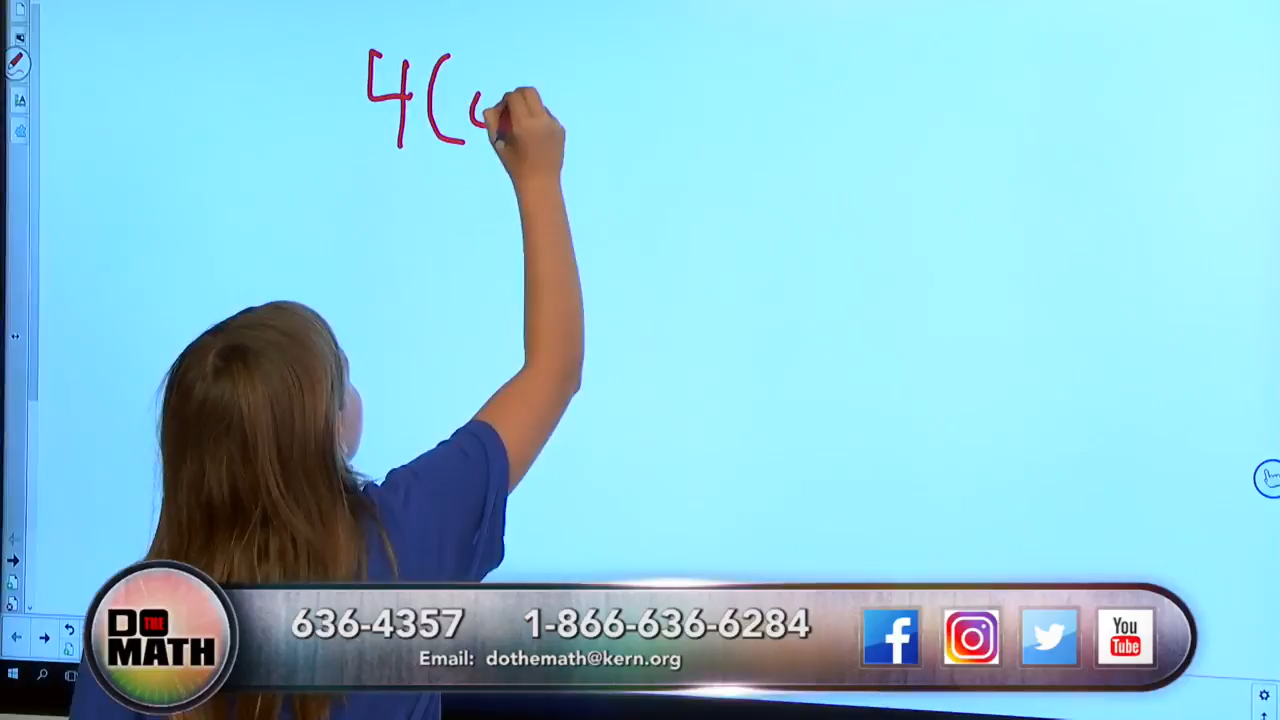 4(
636-4357 1-866-636-6284
Email: dothemath@kern.org
DO THE MATH
You Tube